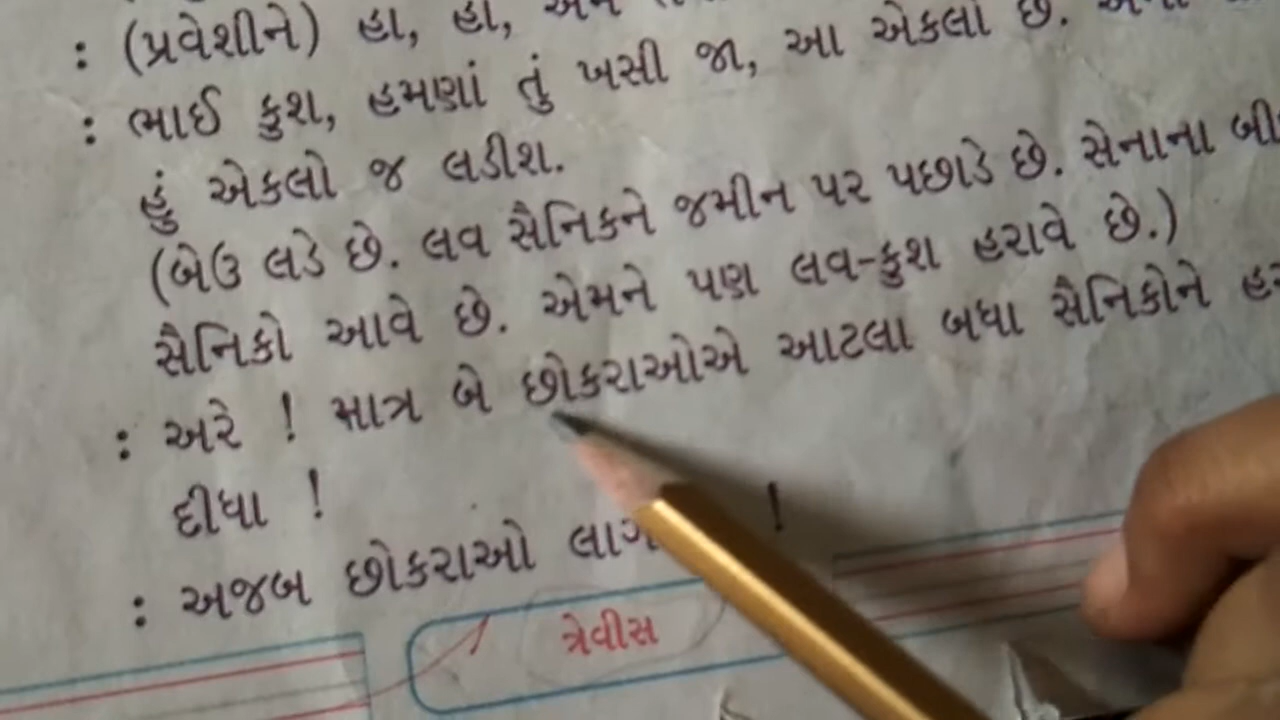 : (પ્રવેશીને) હા, હા,
: ભાઈ કુશ, હમણાં તું ખસી જા, આ એકલો છે.
હું એકલો જ લડીશ.
(બેઉ લડે છે. લવ સૈનિકને જમીન પર પછાડે છે. સેનાના
સૈનિકો આવે છે. એમને પણ લવ-કુશ હરાવે છે.)
: અરે ! માત્ર બે છોકરાઓએ આટલા બધા સૈનિકોને
દીધા !
: અજબ છોકરાઓ !
ત્રેવીસ